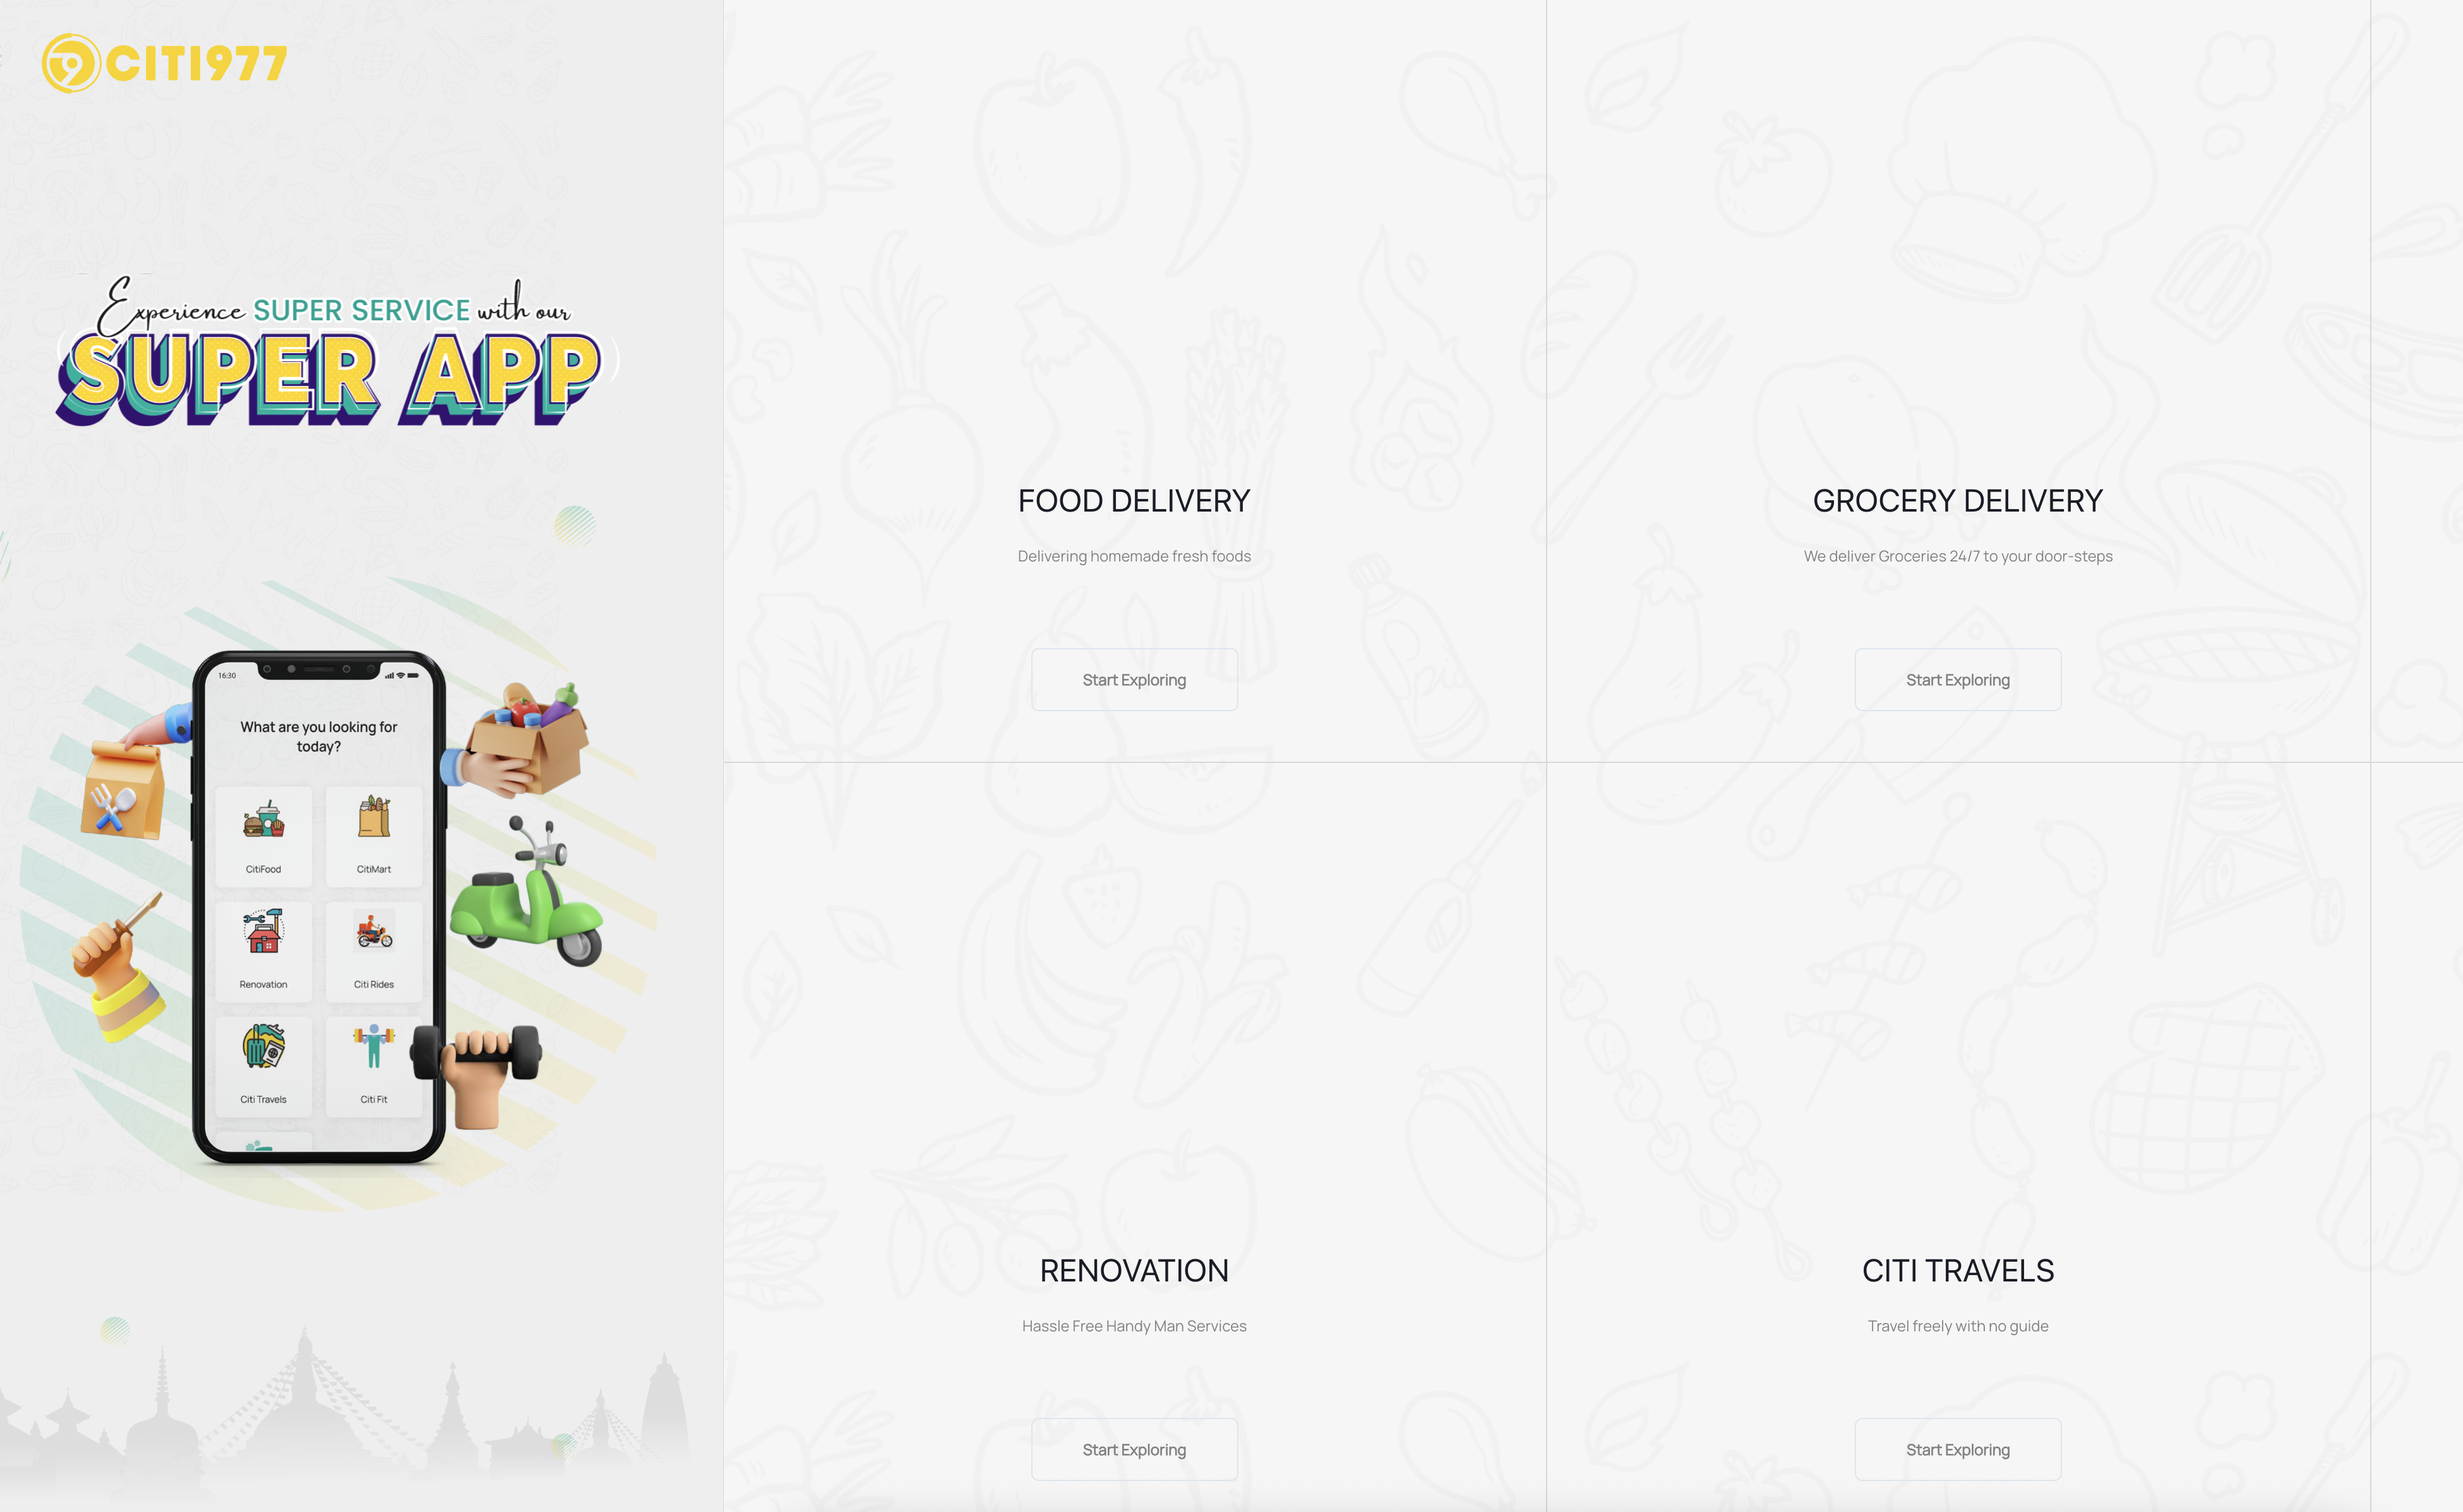 CITI977
Experience SUPER SERVICE with our
SUPER APP
16:30
What are you looking for
today?
CitiFood
CitiMart
Renovation
Citi Rides
Citi Travels
Citi Fit
FOOD DELIVERY
Delivering homemade fresh foods
Start Exploring
GROCERY DELIVERY
We deliver Groceries 24/7 to your door-steps
Start Exploring
RENOVATION
Hassle Free Handy Man Services
Start Exploring
CITI TRAVELS
Travel freely with no guide
Start Exploring